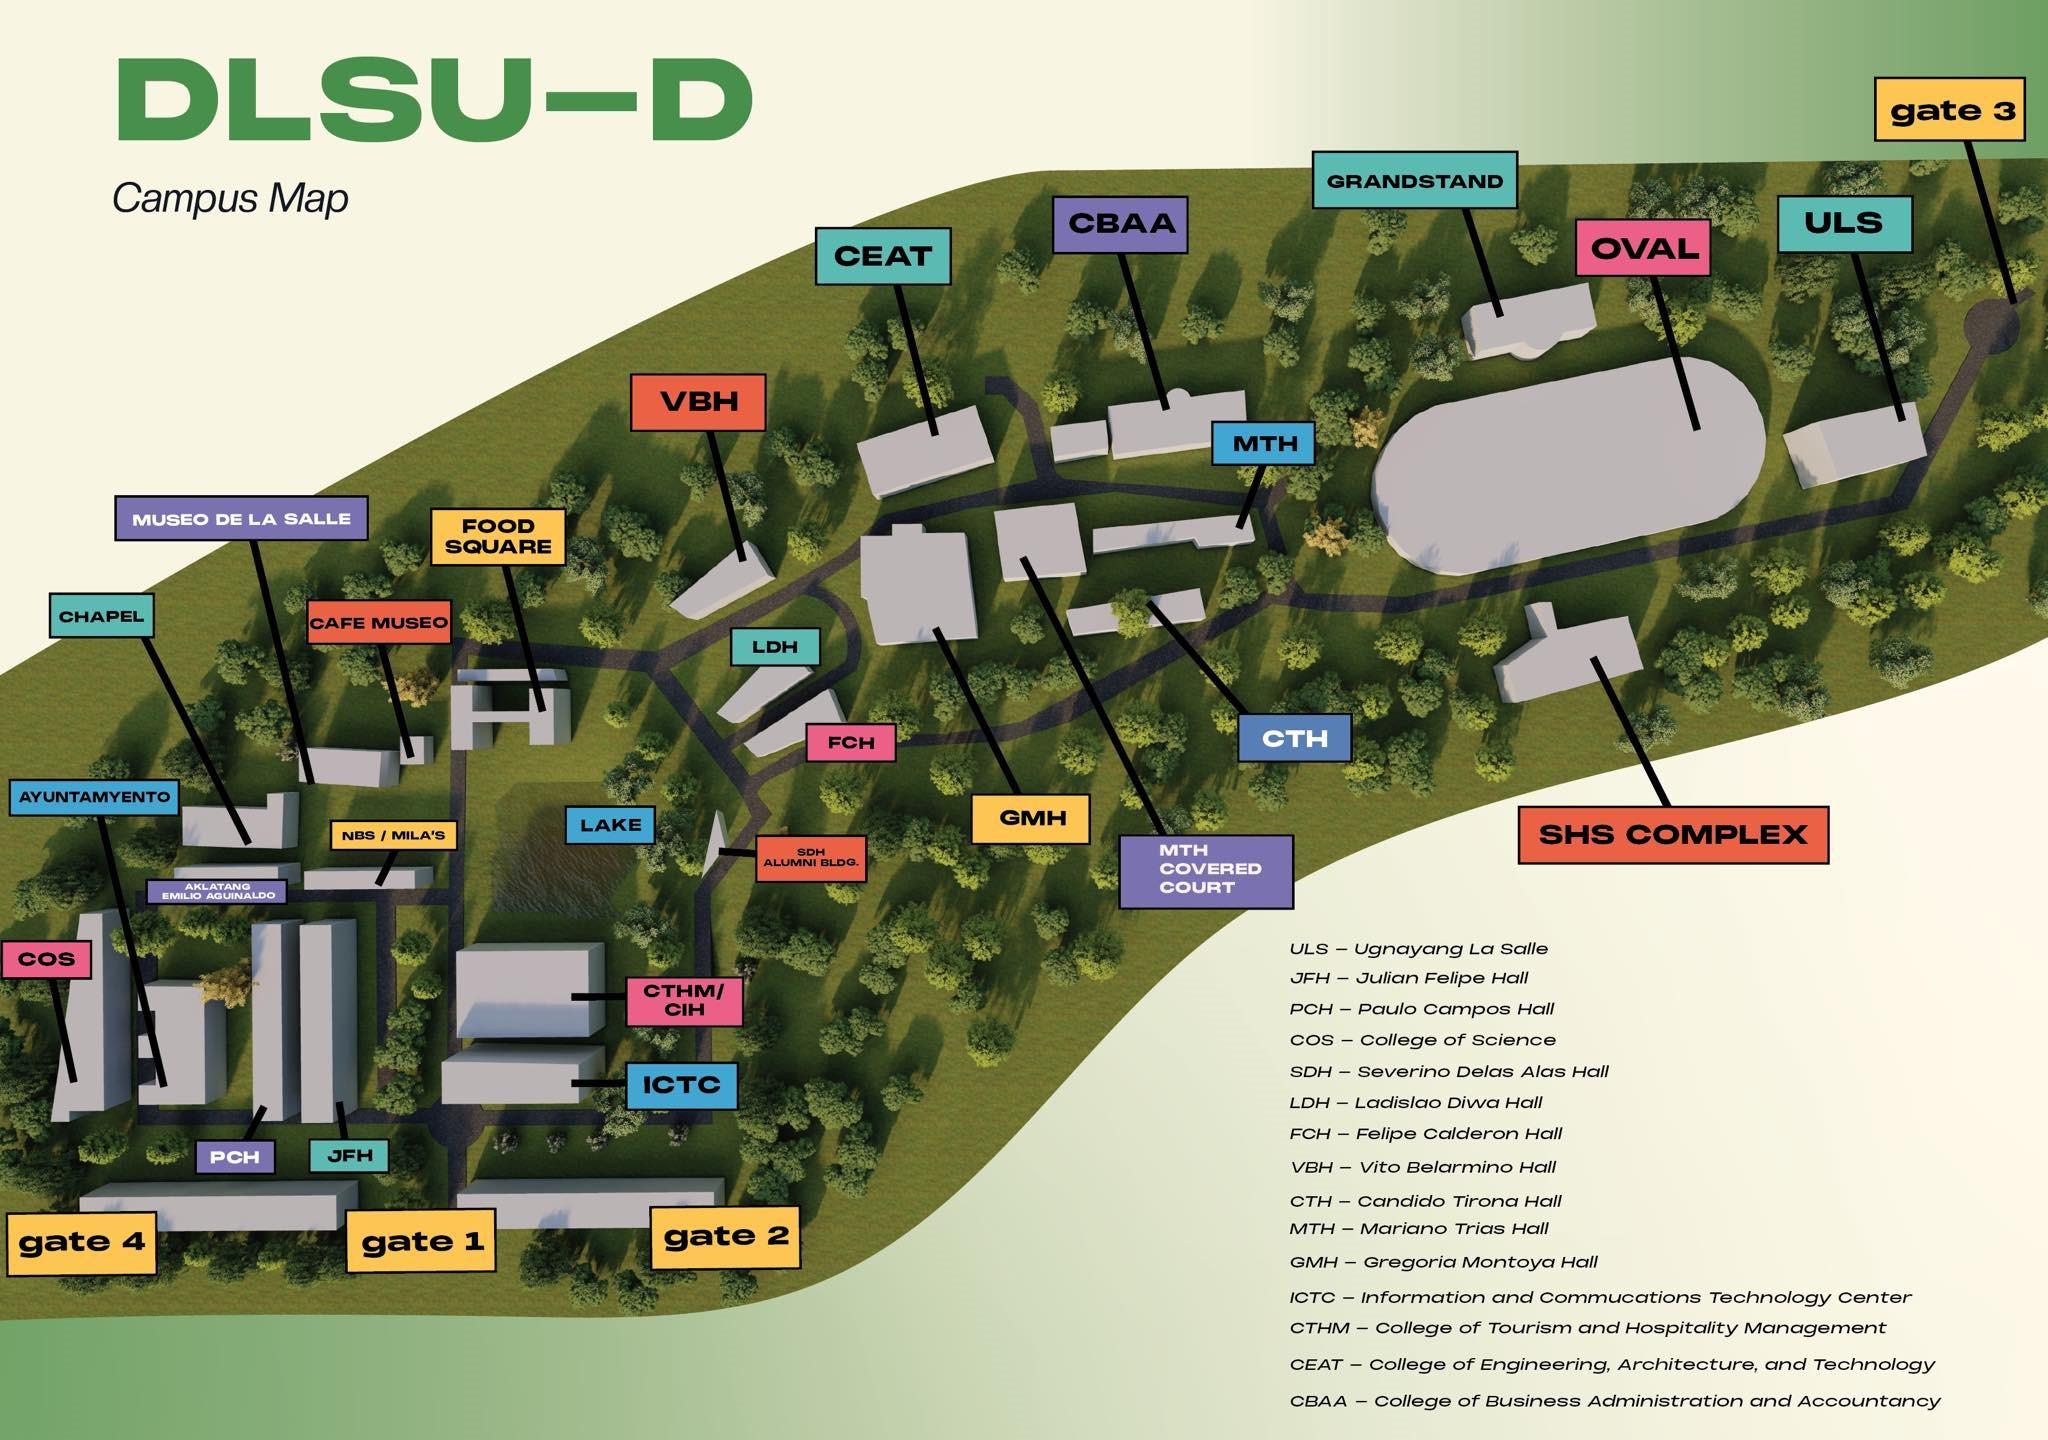 DLSU—D
Campus Map
gate 3
GRANDSTAND
CBAA
ULS
OVAL
CEAT
VBH
MTH
MUSEO DE LA SALLE
FOOD
SQUARE
CHAPEL
CAFE MUSEO
LDH
FCH
CTH
AYUNTAMYENTO
NBS / MILA'S
LAKE
GMH
SHS COMPLEX
SDH
ALUMNI BLDG.
MTH
COVERED
COURT
AKLATANG
EMILIO AGUINALDO
COS
CTHM/
CIH
ICTC
PCH
JFH
gate 4
gate 1
gate 2
ULS – Ugnayang La Salle
JFH – Julian Felipe Hall
PCH – Paulo Campos Hall
COS – College of Science
SDH – Severino Delas Alas Hall
LDH – Ladislao Diwa Hall
FCH – Felipe Calderon Hall
VBH – Vito Belarmino Hall
CTH – Candido Tirona Hall
MTH – Mariano Trias Hall
GMH – Gregoria Montoya Hall
ICTC – Information and Commucations Technology Center
CTHM – College of Tourism and Hospitality Management
CEAT – College of Engineering, Architecture, and Technology
CBAA – College of Business Administration and Accountancy